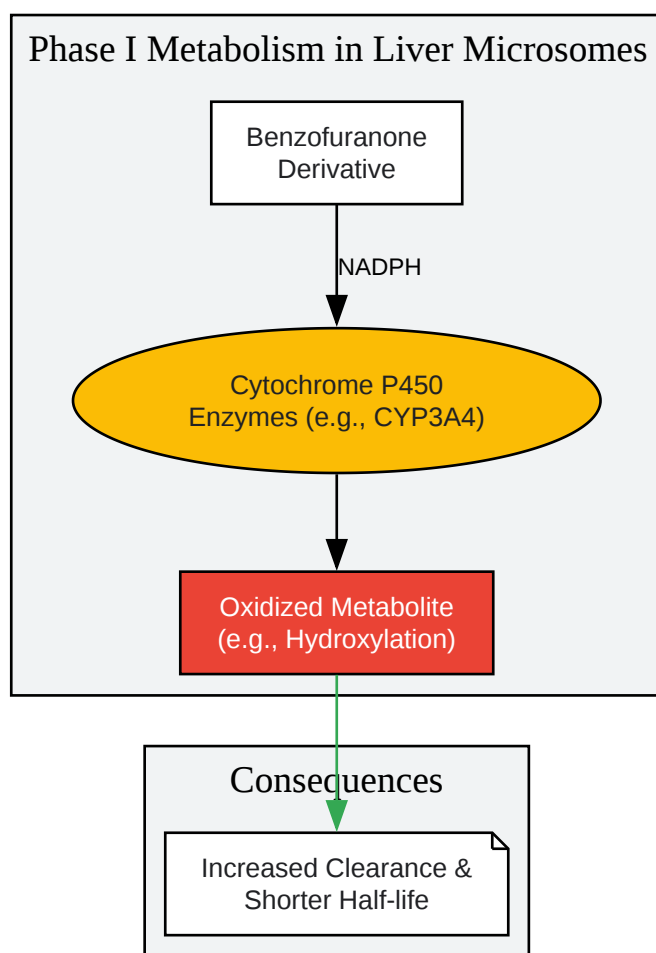 Phase I Metabolism in Liver Microsomes
Benzofuranone
Derivative
NADPH
Cytochrome P450
Enzymes (e.g., CYP3A4)
Oxidized Metabolite
(e.g., Hydroxylation)
Consequences
Increased Clearance &
Shorter Half-life